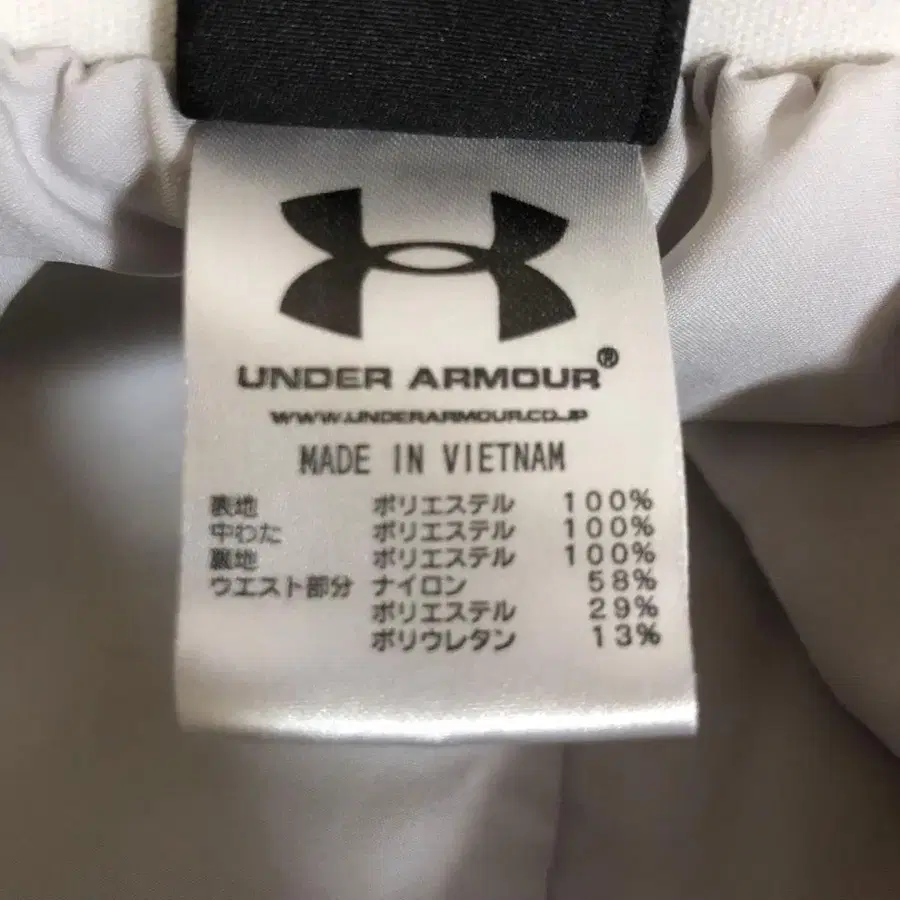 UNDER ARMOUR®
WWW.UNDERARMOUR.CO.JP
MADE IN VIETNAM
表地 ポリエステル 100%
中わた ポリエステル 100%
裏地 ポリエステル 100%
ウエスト部分 ナイロン 58%
ポリエステル 29%
ポリウレタン 13%